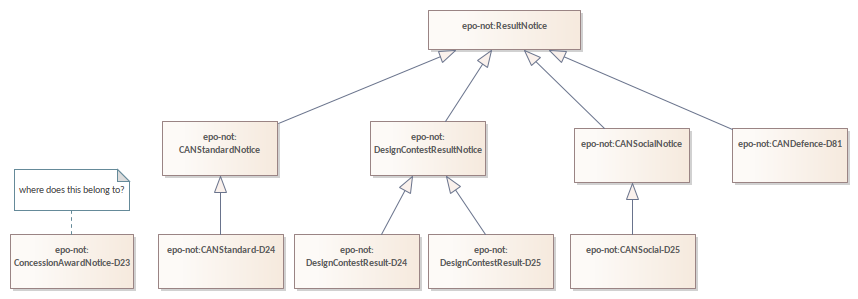 epo-not:ResultNotice
epo-not:
CANStandardNotice
epo-not:
DesignContestResultNotice
epo-not:CANSocialNotice
epo-not:CANDefence-D81
where does this belong to?
epo-not:
ConcessionAwardNotice-D23
epo-not:CANStandard-D24
epo-not:
DesignContestResult-D24
epo-not:
DesignContestResult-D25
epo-not:CANSocial-D25